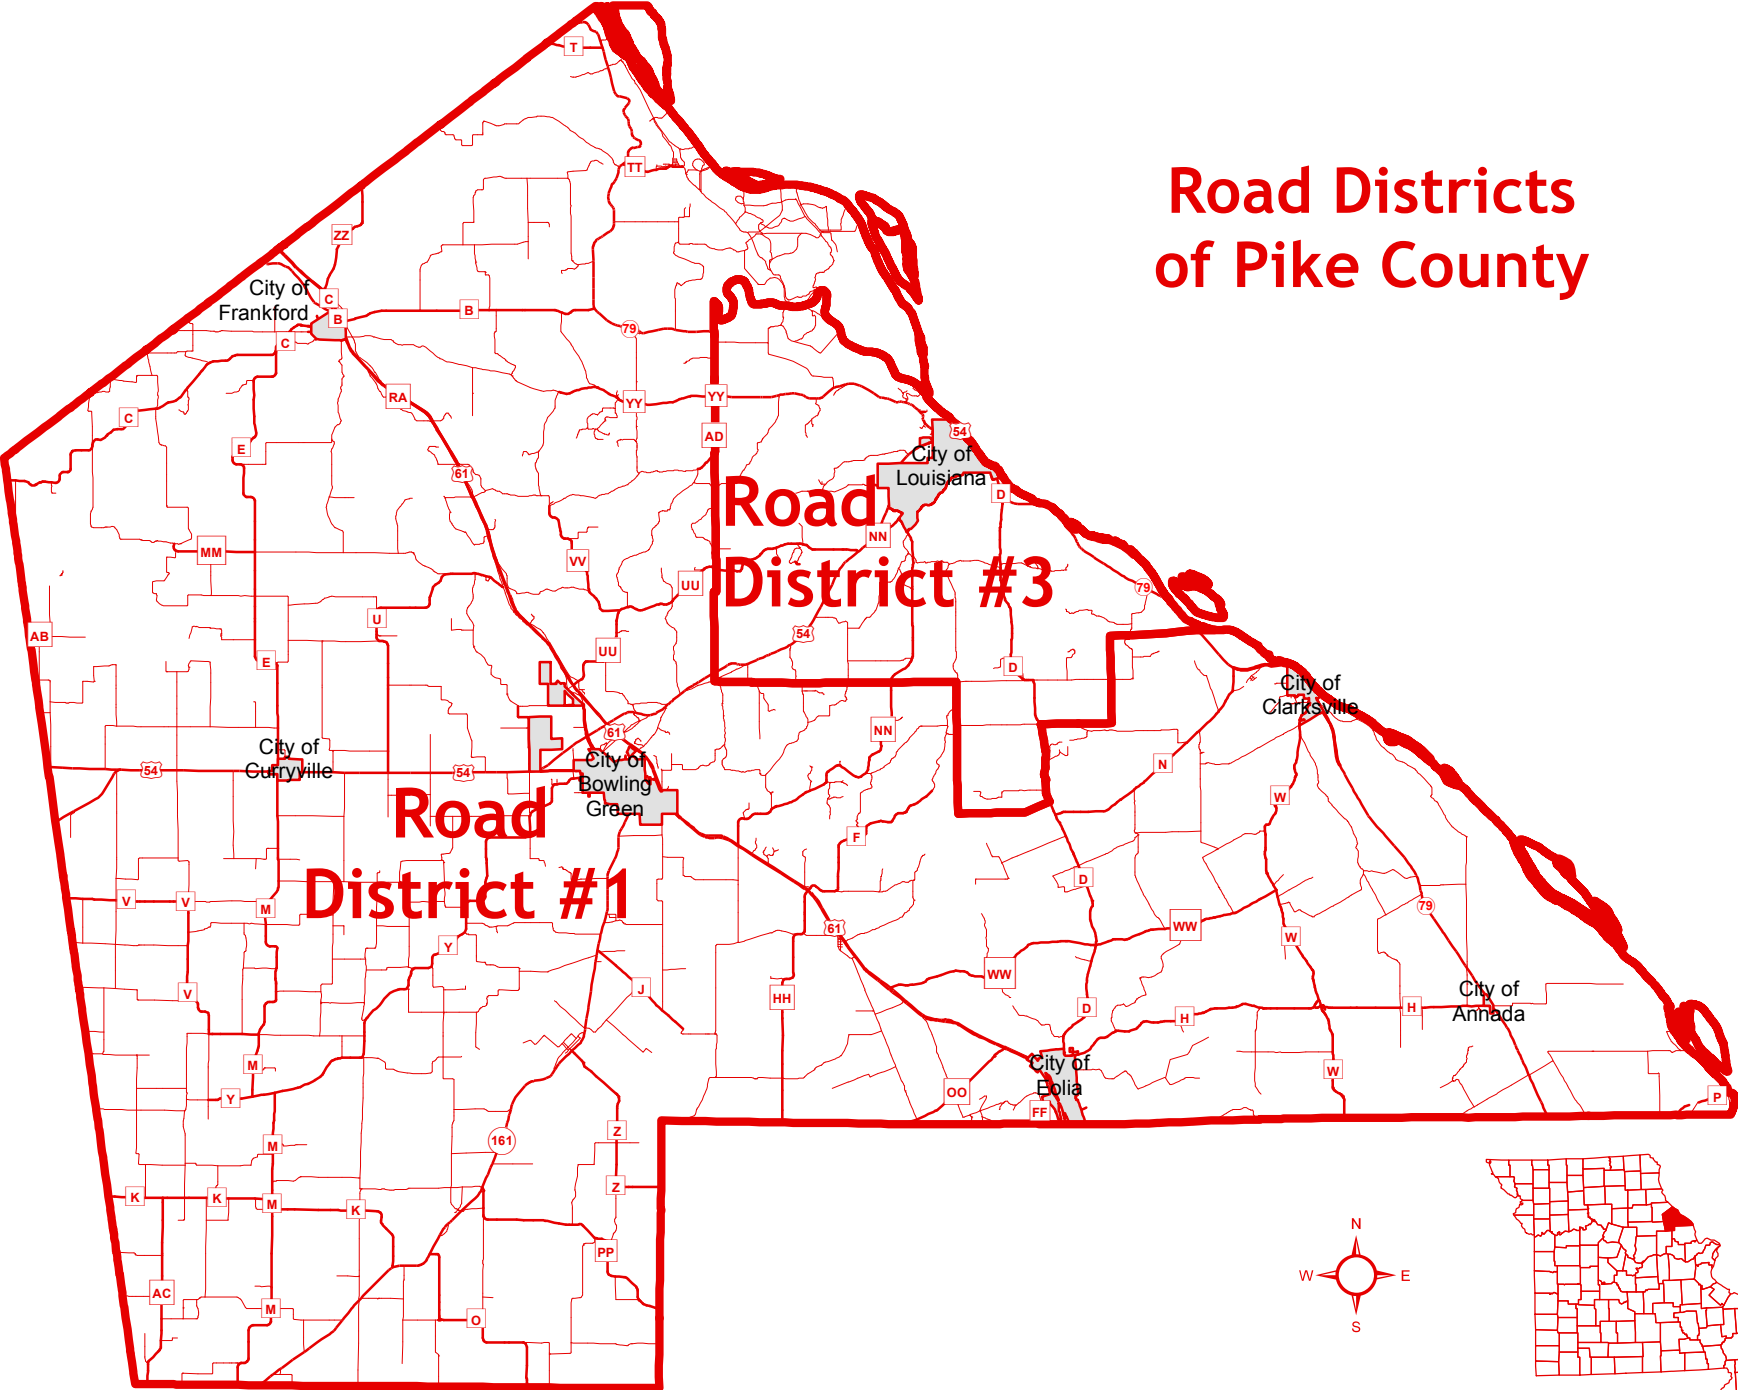 Road Districts
of Pike County
T
TT
ZZ
City of
Frankford
C
B
B
C
79
RA
YY
YY
C
AD
E
54
City of
Louisiana
61
D
Road
District #3
NN
MM
VV
UU
79
U
AB
54
UU
E
D
City of
Clarksville
NN
61
City of
Curryville
54
54
City of
Bowling
Green
N
W
Road
District #1
F
D
V
V
M
79
WW
61
W
Y
WW
V
J
HH
City of
Annada
D
H
H
M
City of
Eolia
W
Y
OO
FF
P
Z
161
M
K
K
M
K
Z
PP
AC
M
O
N
W
E
S